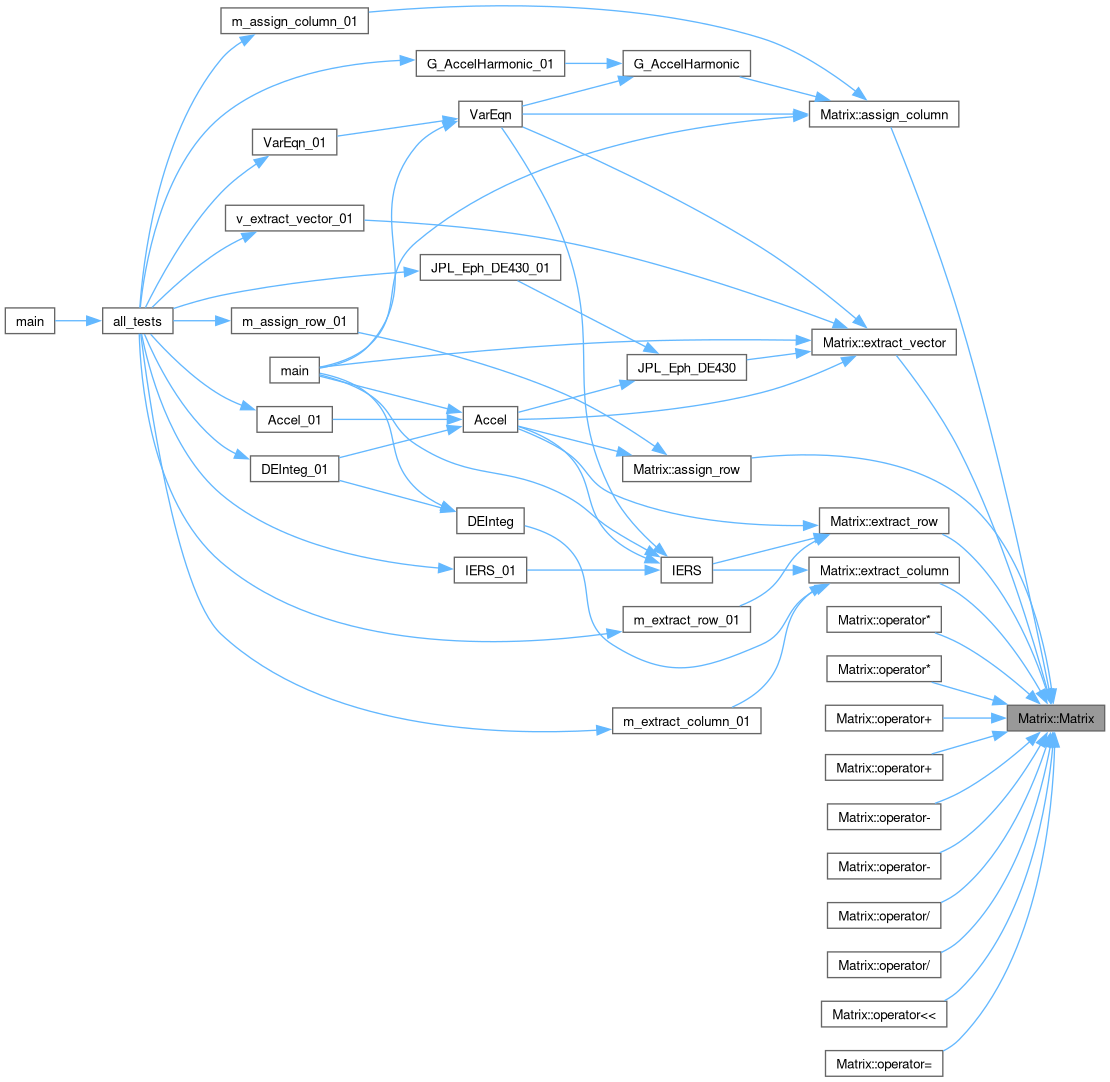 m_assign_column_01
G_AccelHarmonic_01
G_AccelHarmonic
VarEqn
Matrix::assign_column
VarEqn_01
v_extract_vector_01
JPL_Eph_DE430_01
main
all_tests
m_assign_row_01
Matrix::extract_vector
main
JPL_Eph_DE430
Accel_01
Accel
DEInteg_01
Matrix::assign_row
DEInteg
Matrix::extract_row
IERS_01
IERS
Matrix::extract_column
m_extract_row_01
Matrix::operator*
Matrix::operator*
m_extract_column_01
Matrix::operator+
Matrix::Matrix
Matrix::operator+
Matrix::operator-
Matrix::operator-
Matrix::operator/
Matrix::operator/
Matrix::operator<<
Matrix::operator=